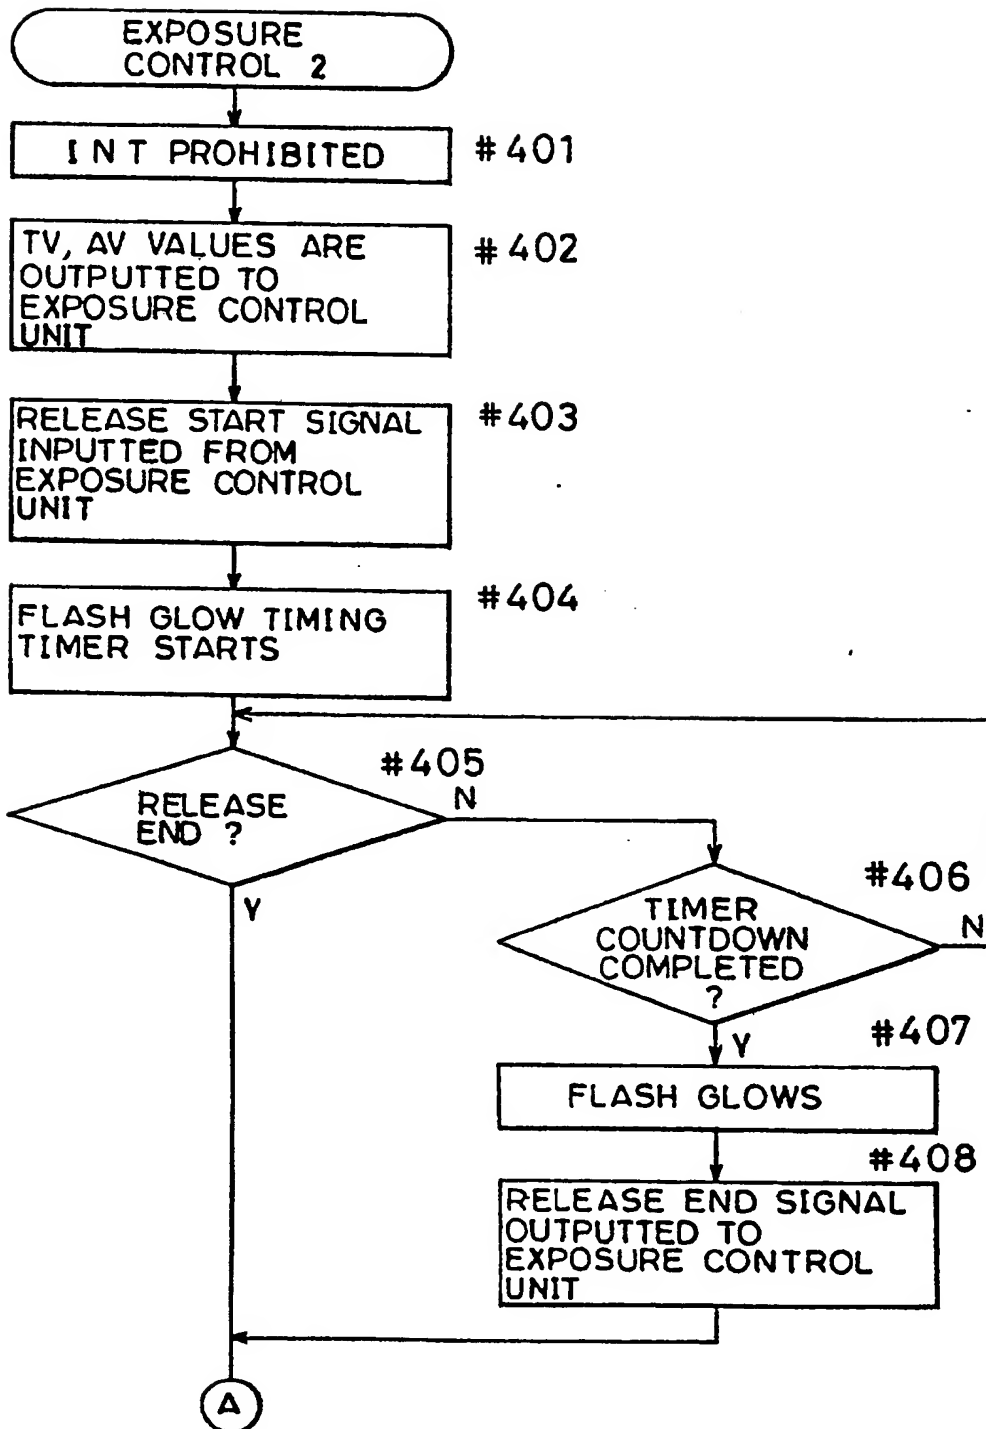 EXPOSURE
CONTROL 2
INT PROHIBITED
#401
TV, AV VALUES ARE
OUTPUTTED TO
EXPOSURE CONTROL
UNIT
#402
RELEASE START SIGNAL
INPUTTED FROM
EXPOSURE CONTROL
UNIT
#403
FLASH GLOW TIMING
TIMER STARTS
#404
#405
RELEASE
END ?
N
Y
#406
TIMER
COUNTDOWN
COMPLETED
?
N
Y
#407
FLASH GLOWS
#408
RELEASE END SIGNAL
OUTPUTTED TO
EXPOSURE CONTROL
UNIT
A